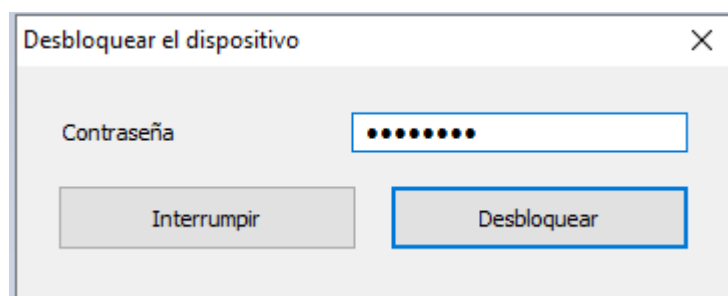 Desbloquear el dispositivo
Contraseña ••••••••
Interrumpir Desbloquear